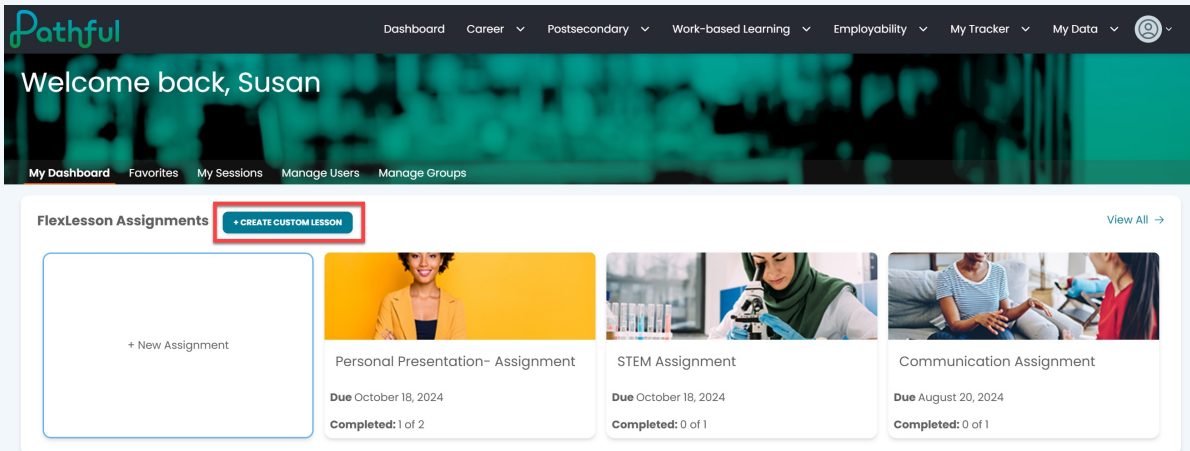 Pathful
Dashboard Career Postsecondary Work-based Learning Employability My Tracker My Data
Welcome back, Susan
My Dashboard Favorites My Sessions Manage Users Manage Groups
FlexLesson Assignments + CREATE CUSTOM LESSON View All →
+ New Assignment
Personal Presentation- Assignment
Due October 18, 2024
Completed: 1 of 2
STEM Assignment
Due October 18, 2024
Completed: 0 of 1
Communication Assignment
Due August 20, 2024
Completed: 0 of 1